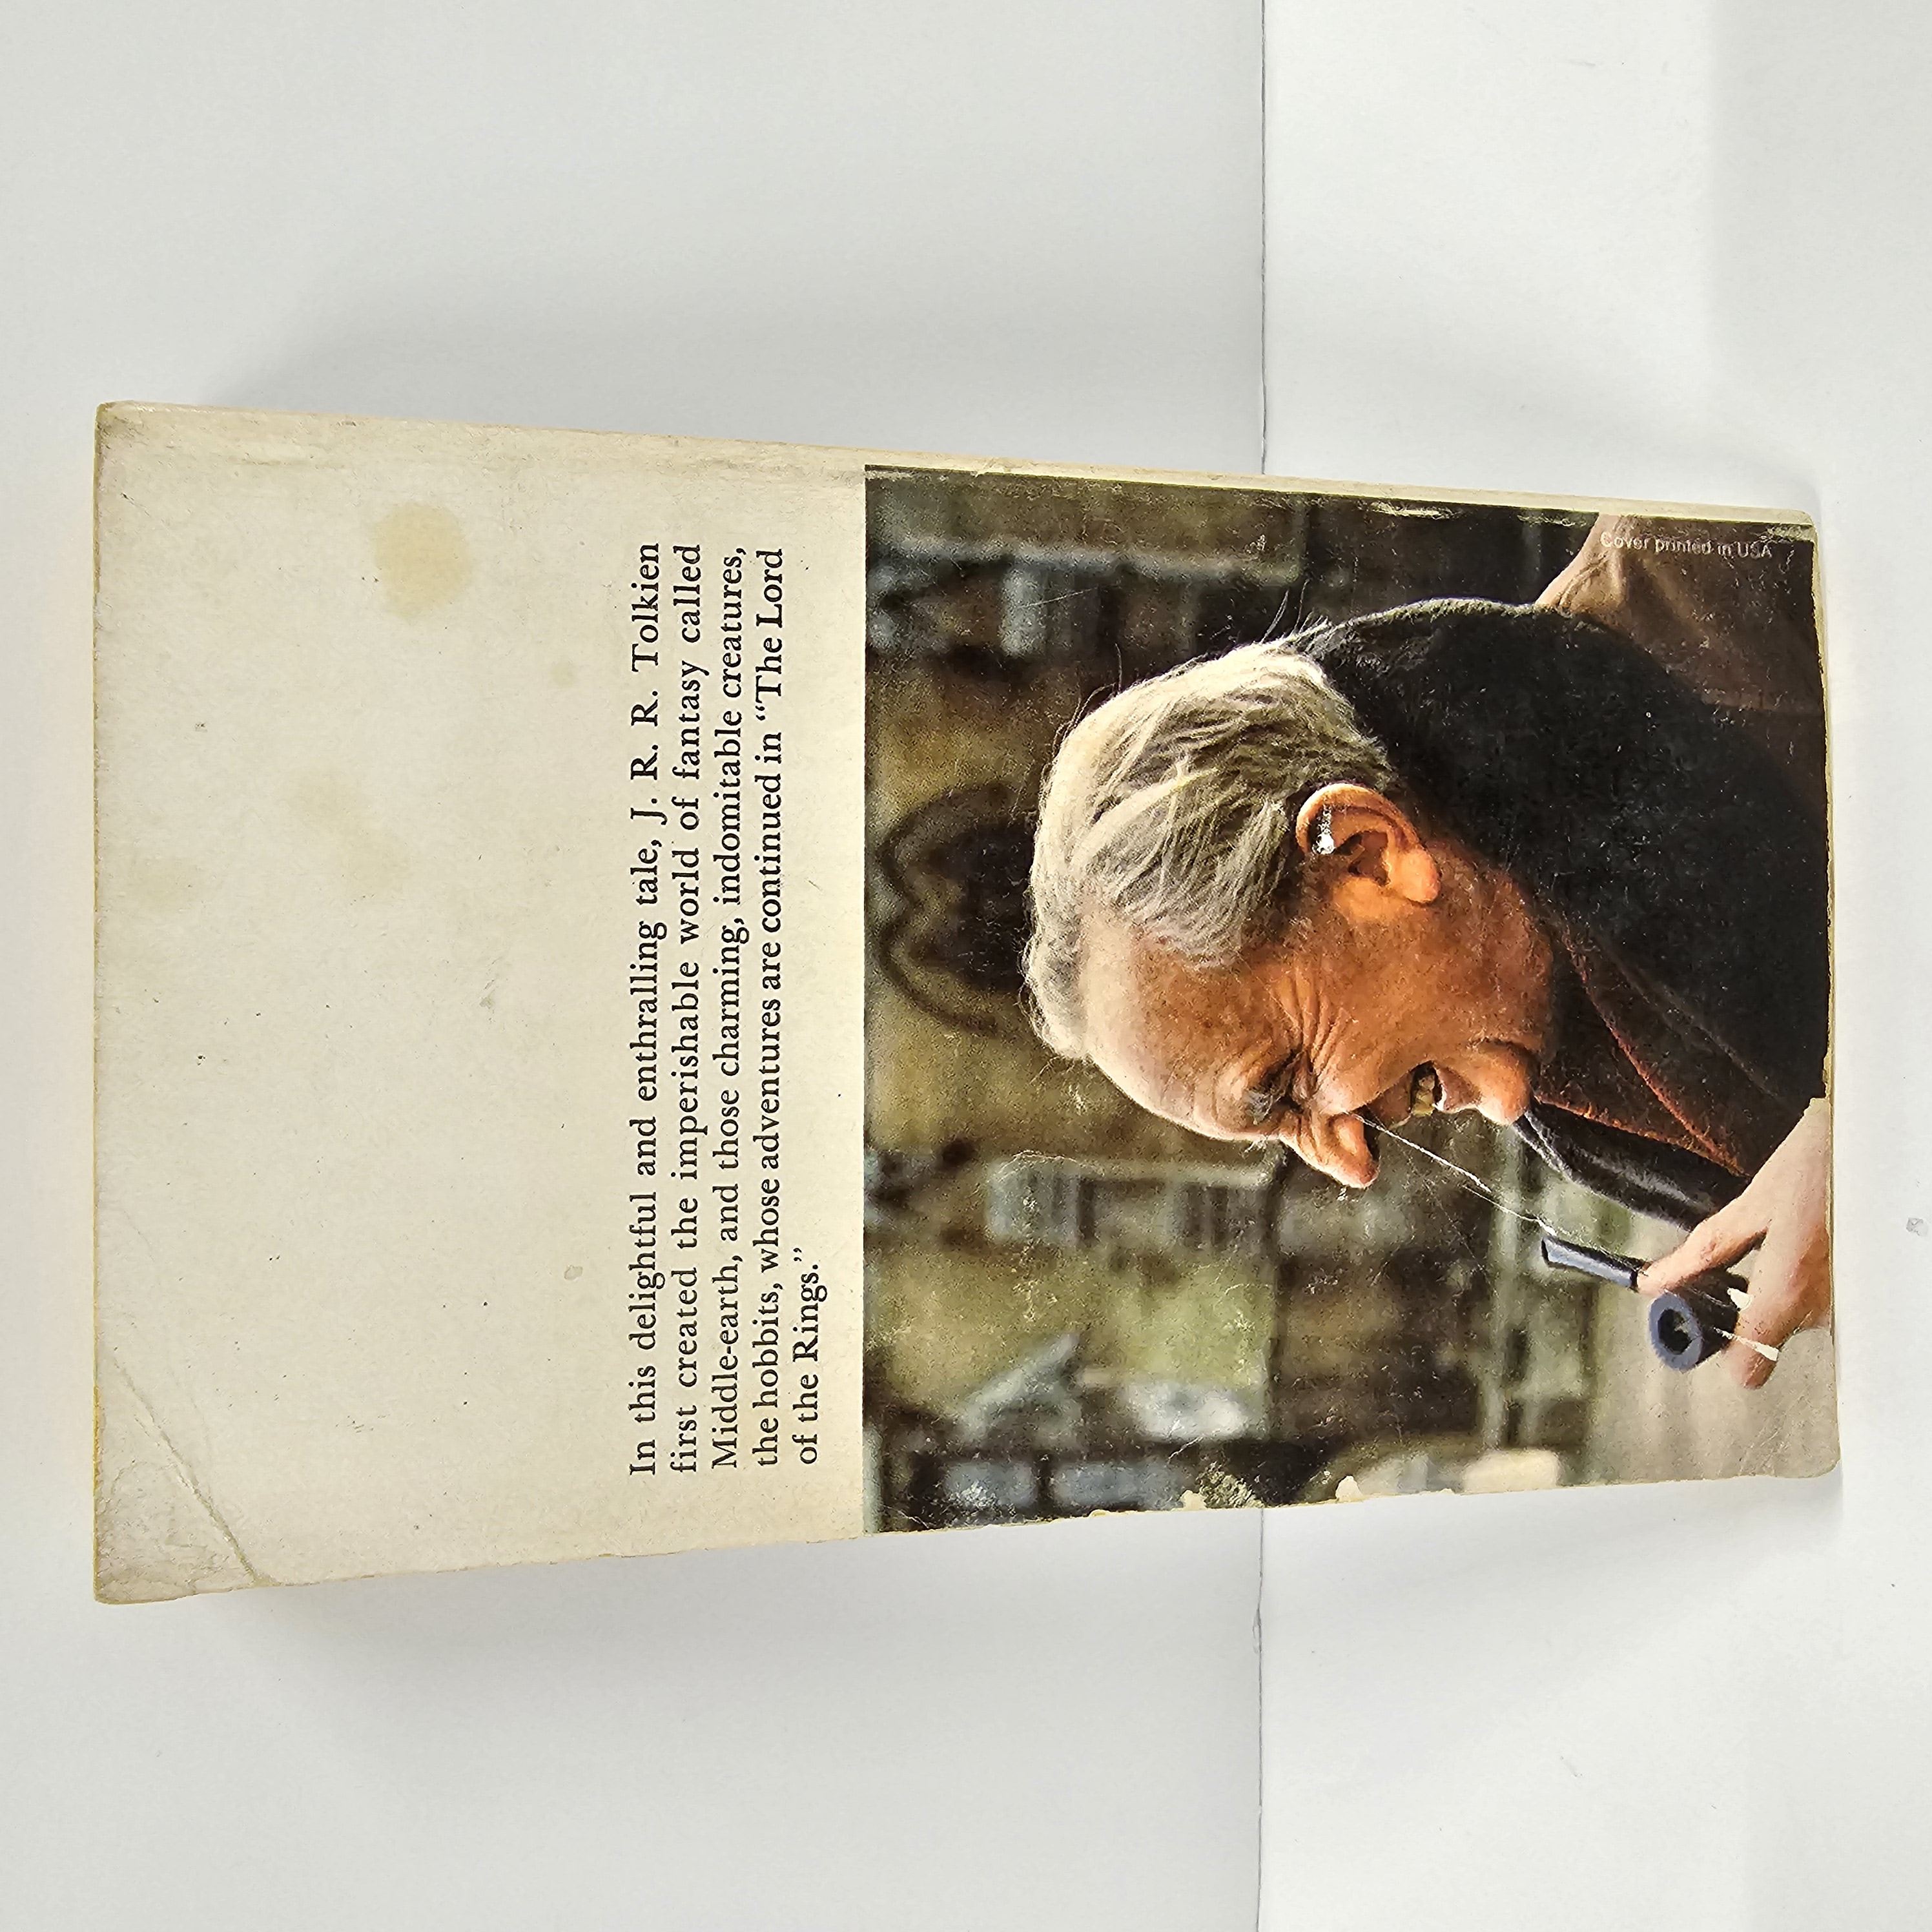 In this delightful and enthralling tale, J. R. R. Tolkien
first created the imperishable world of fantasy called
Middle-earth, and those charming, indomitable creatures,
the hobbits, whose adventures are continued in “The Lord
of the Rings.”
Cover printed in USA